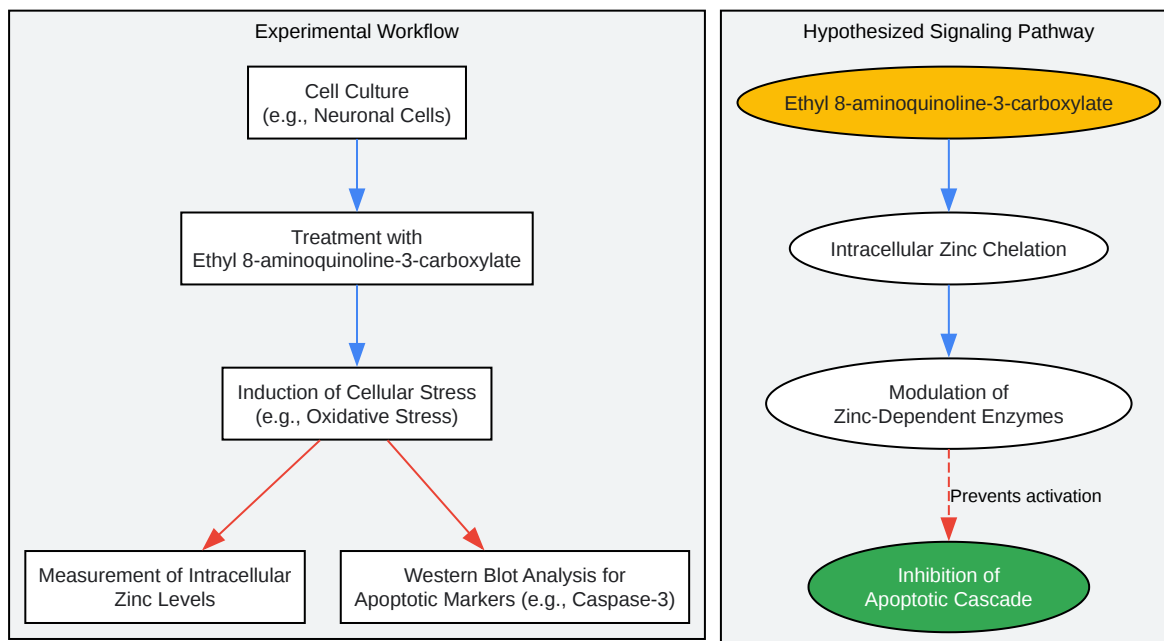 Experimental Workflow
Cell Culture
(e.g., Neuronal Cells)
Treatment with
Ethyl 8-aminoquinoline-3-carboxylate
Induction of Cellular Stress
(e.g., Oxidative Stress)
Measurement of Intracellular
Zinc Levels
Western Blot Analysis for
Apoptotic Markers (e.g., Caspase-3)
Hypothesized Signaling Pathway
Ethyl 8-aminoquinoline-3-carboxylate
Intracellular Zinc Chelation
Modulation of
Zinc-Dependent Enzymes
Prevents activation
Inhibition of
Apoptotic Cascade